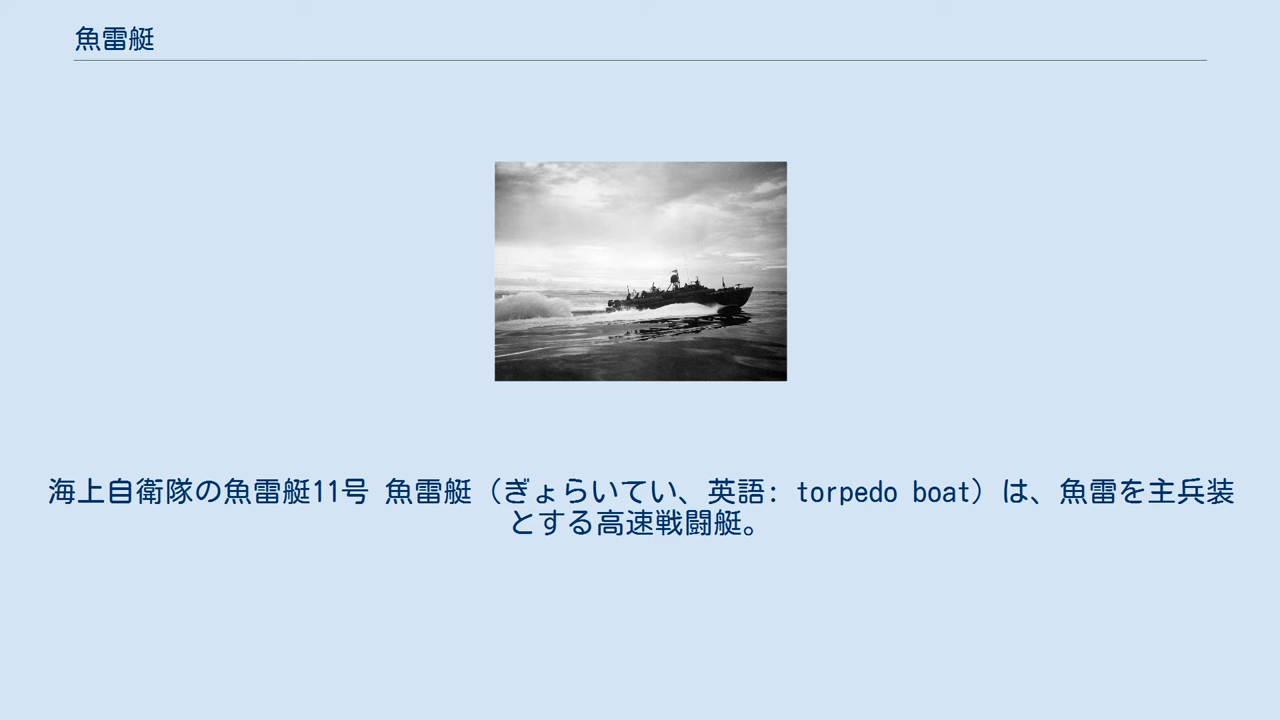 魚雷艇
海上自衛隊の魚雷艇11号 魚雷艇（ぎょらいてい、英語: torpedo boat）は、魚雷を主兵装
とする高速戦闘艇。